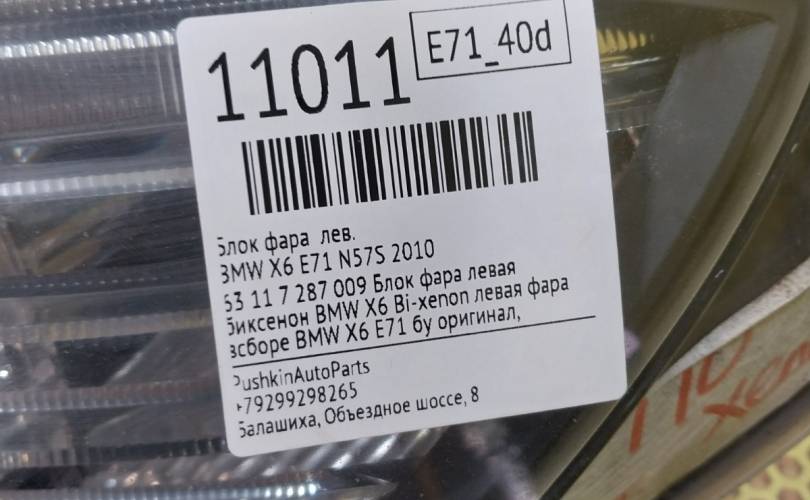 11011
E71_40d
Блок фара лев.
BMW X6 E71 N57S 2010
63 11 7 287 009 Блок фара левая
биксенон BMW X6 Bi-xenon левая фара
всборе BMW X6 E71 бу оригинал,
PushkinAutoParts
+79299298265
Балашиха, Объездное шоссе, 8